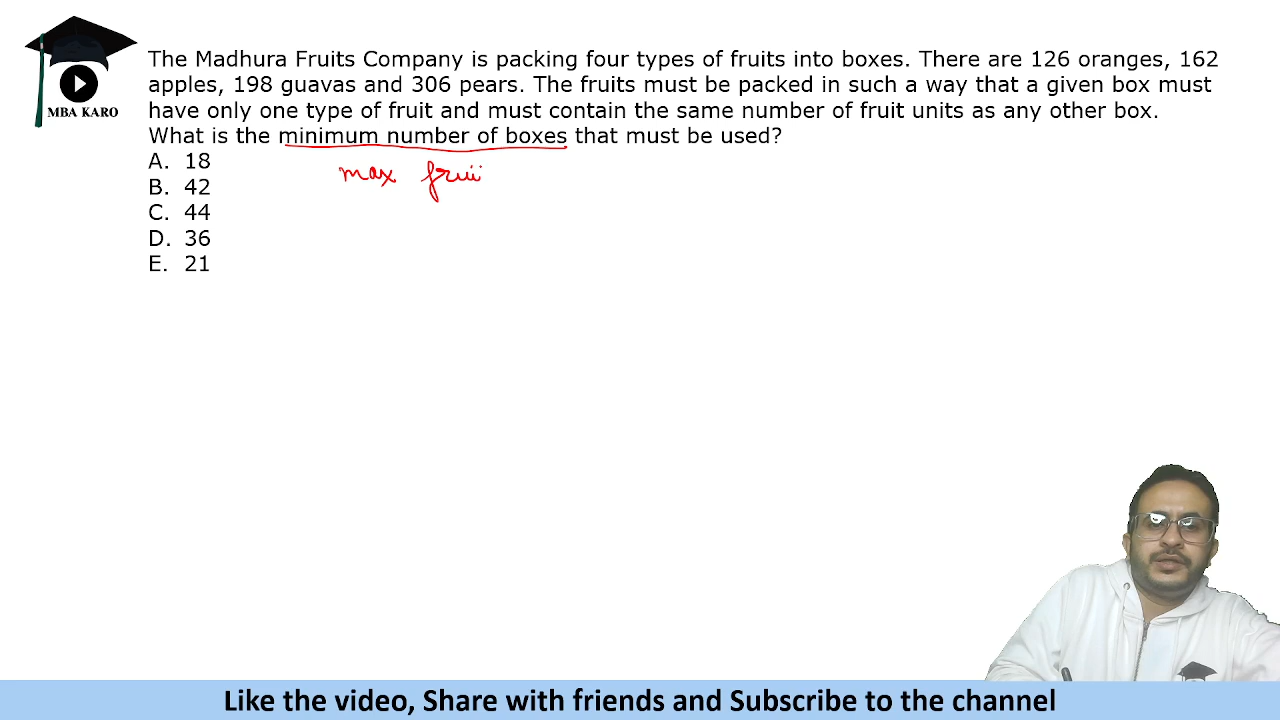 The Madhura Fruits Company is packing four types of fruits into boxes. There are 126 oranges, 162
apples, 198 guavas and 306 pears. The fruits must be packed in such a way that a given box must
have only one type of fruit and must contain the same number of fruit units as any other box.
MBA KARO
What is the minimum number of boxes that must be used?
A. 18
max frui
B. 42
C. 44
D. 36
E. 21
Like the video, Share with friends and Subscribe to the channel